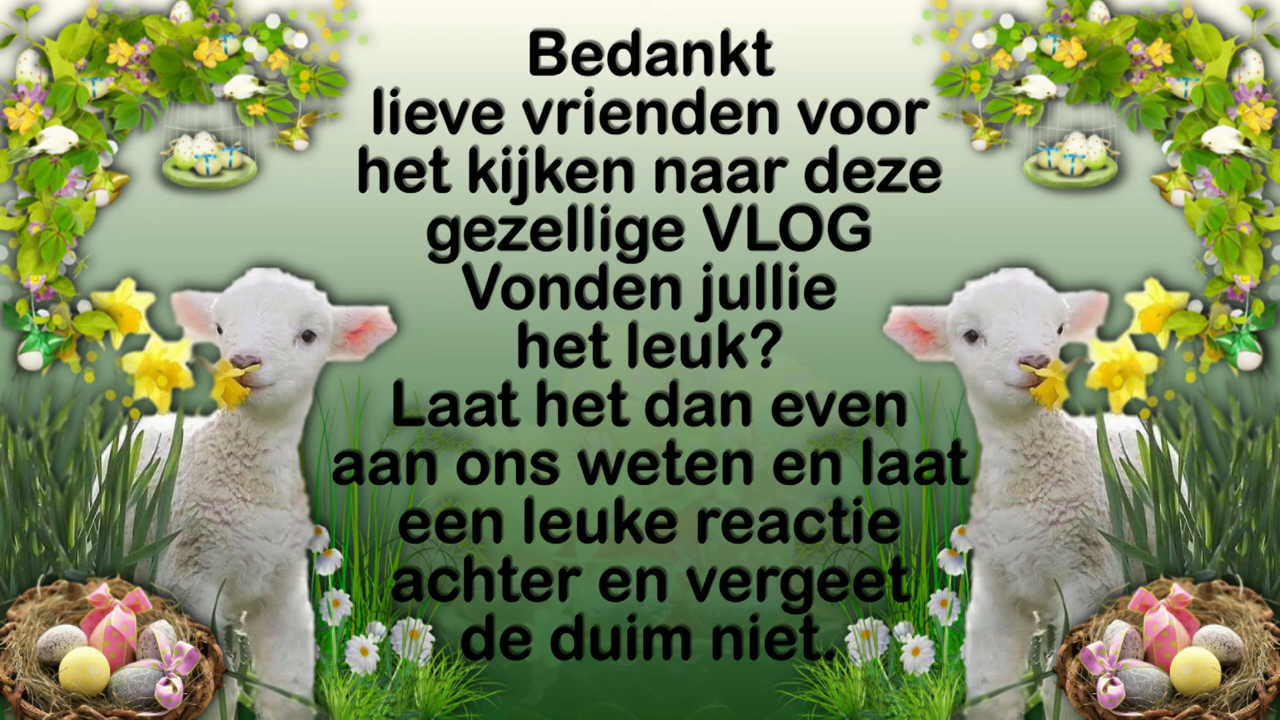 Bedankt
lieve vrienden voor
het kijken naar deze
gezellige VLOG
Vonden jullie
het leuk?
Laat het dan even
aan ons weten en laat
een leuke reactie
achter en vergeet
de duim niet.